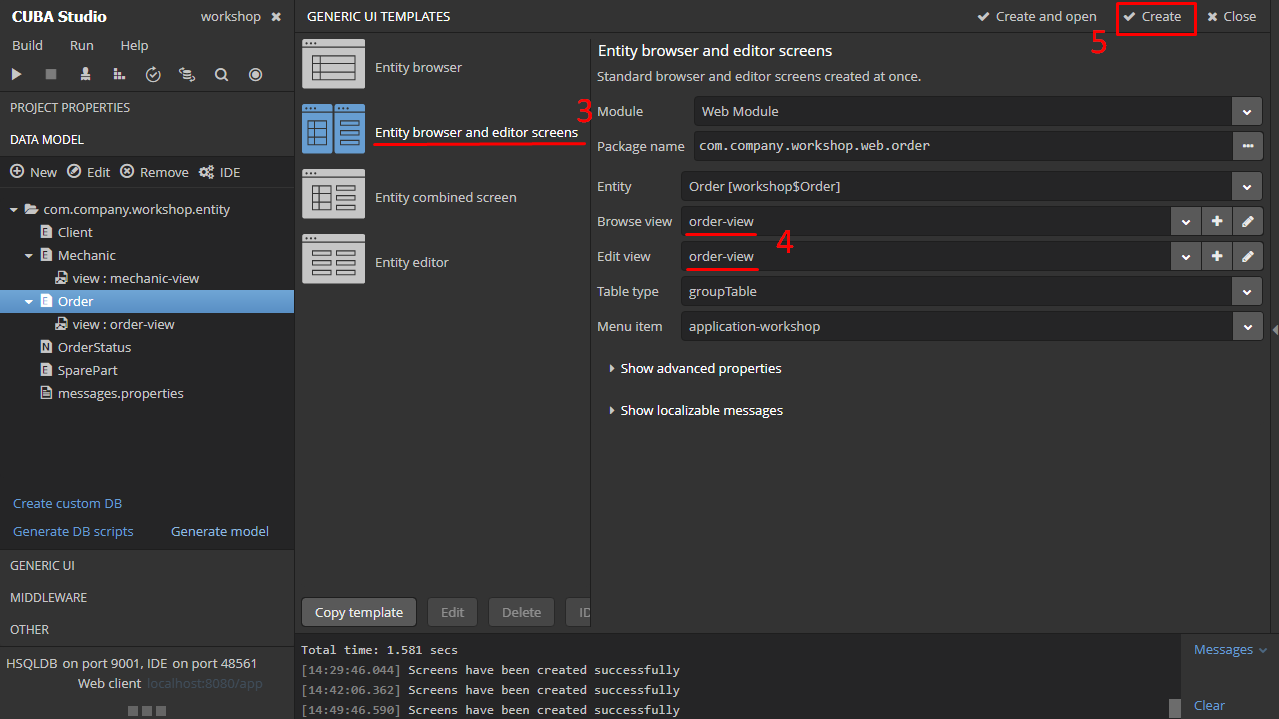 CUBA Studio
workshop
Build Run Help
PROJECT PROPERTIES
DATA MODEL
New Edit Remove IDE
com.company.workshop.entity
Client
Mechanic
view : mechanic-view
Order
view : order-view
OrderStatus
SparePart
messages.properties
Create custom DB
Generate DB scripts Generate model
GENERIC UI
MIDDLEWARE
OTHER
HSQLDB on port 9001, IDE on port 48561
Web client localhost:8080/app
GENERIC UI TEMPLATES
Create and open Create Close
5
Entity browser
3
Entity browser and editor screens
Entity combined screen
Entity editor
Copy template Edit Delete ID
Entity browser and editor screens
Standard browser and editor screens created at once.
Module Web Module
Package name com.company.workshop.web.order
Entity Order [workshop$Order]
Browse view order-view
4
Edit view order-view
Table type groupTable
Menu item application-workshop
Show advanced properties
Show localizable messages
Total time: 1.581 secs
[14:29:46.044] Screens have been created successfully
[14:42:06.362] Screens have been created successfully
[14:49:46.590] Screens have been created successfully
Messages
Clear